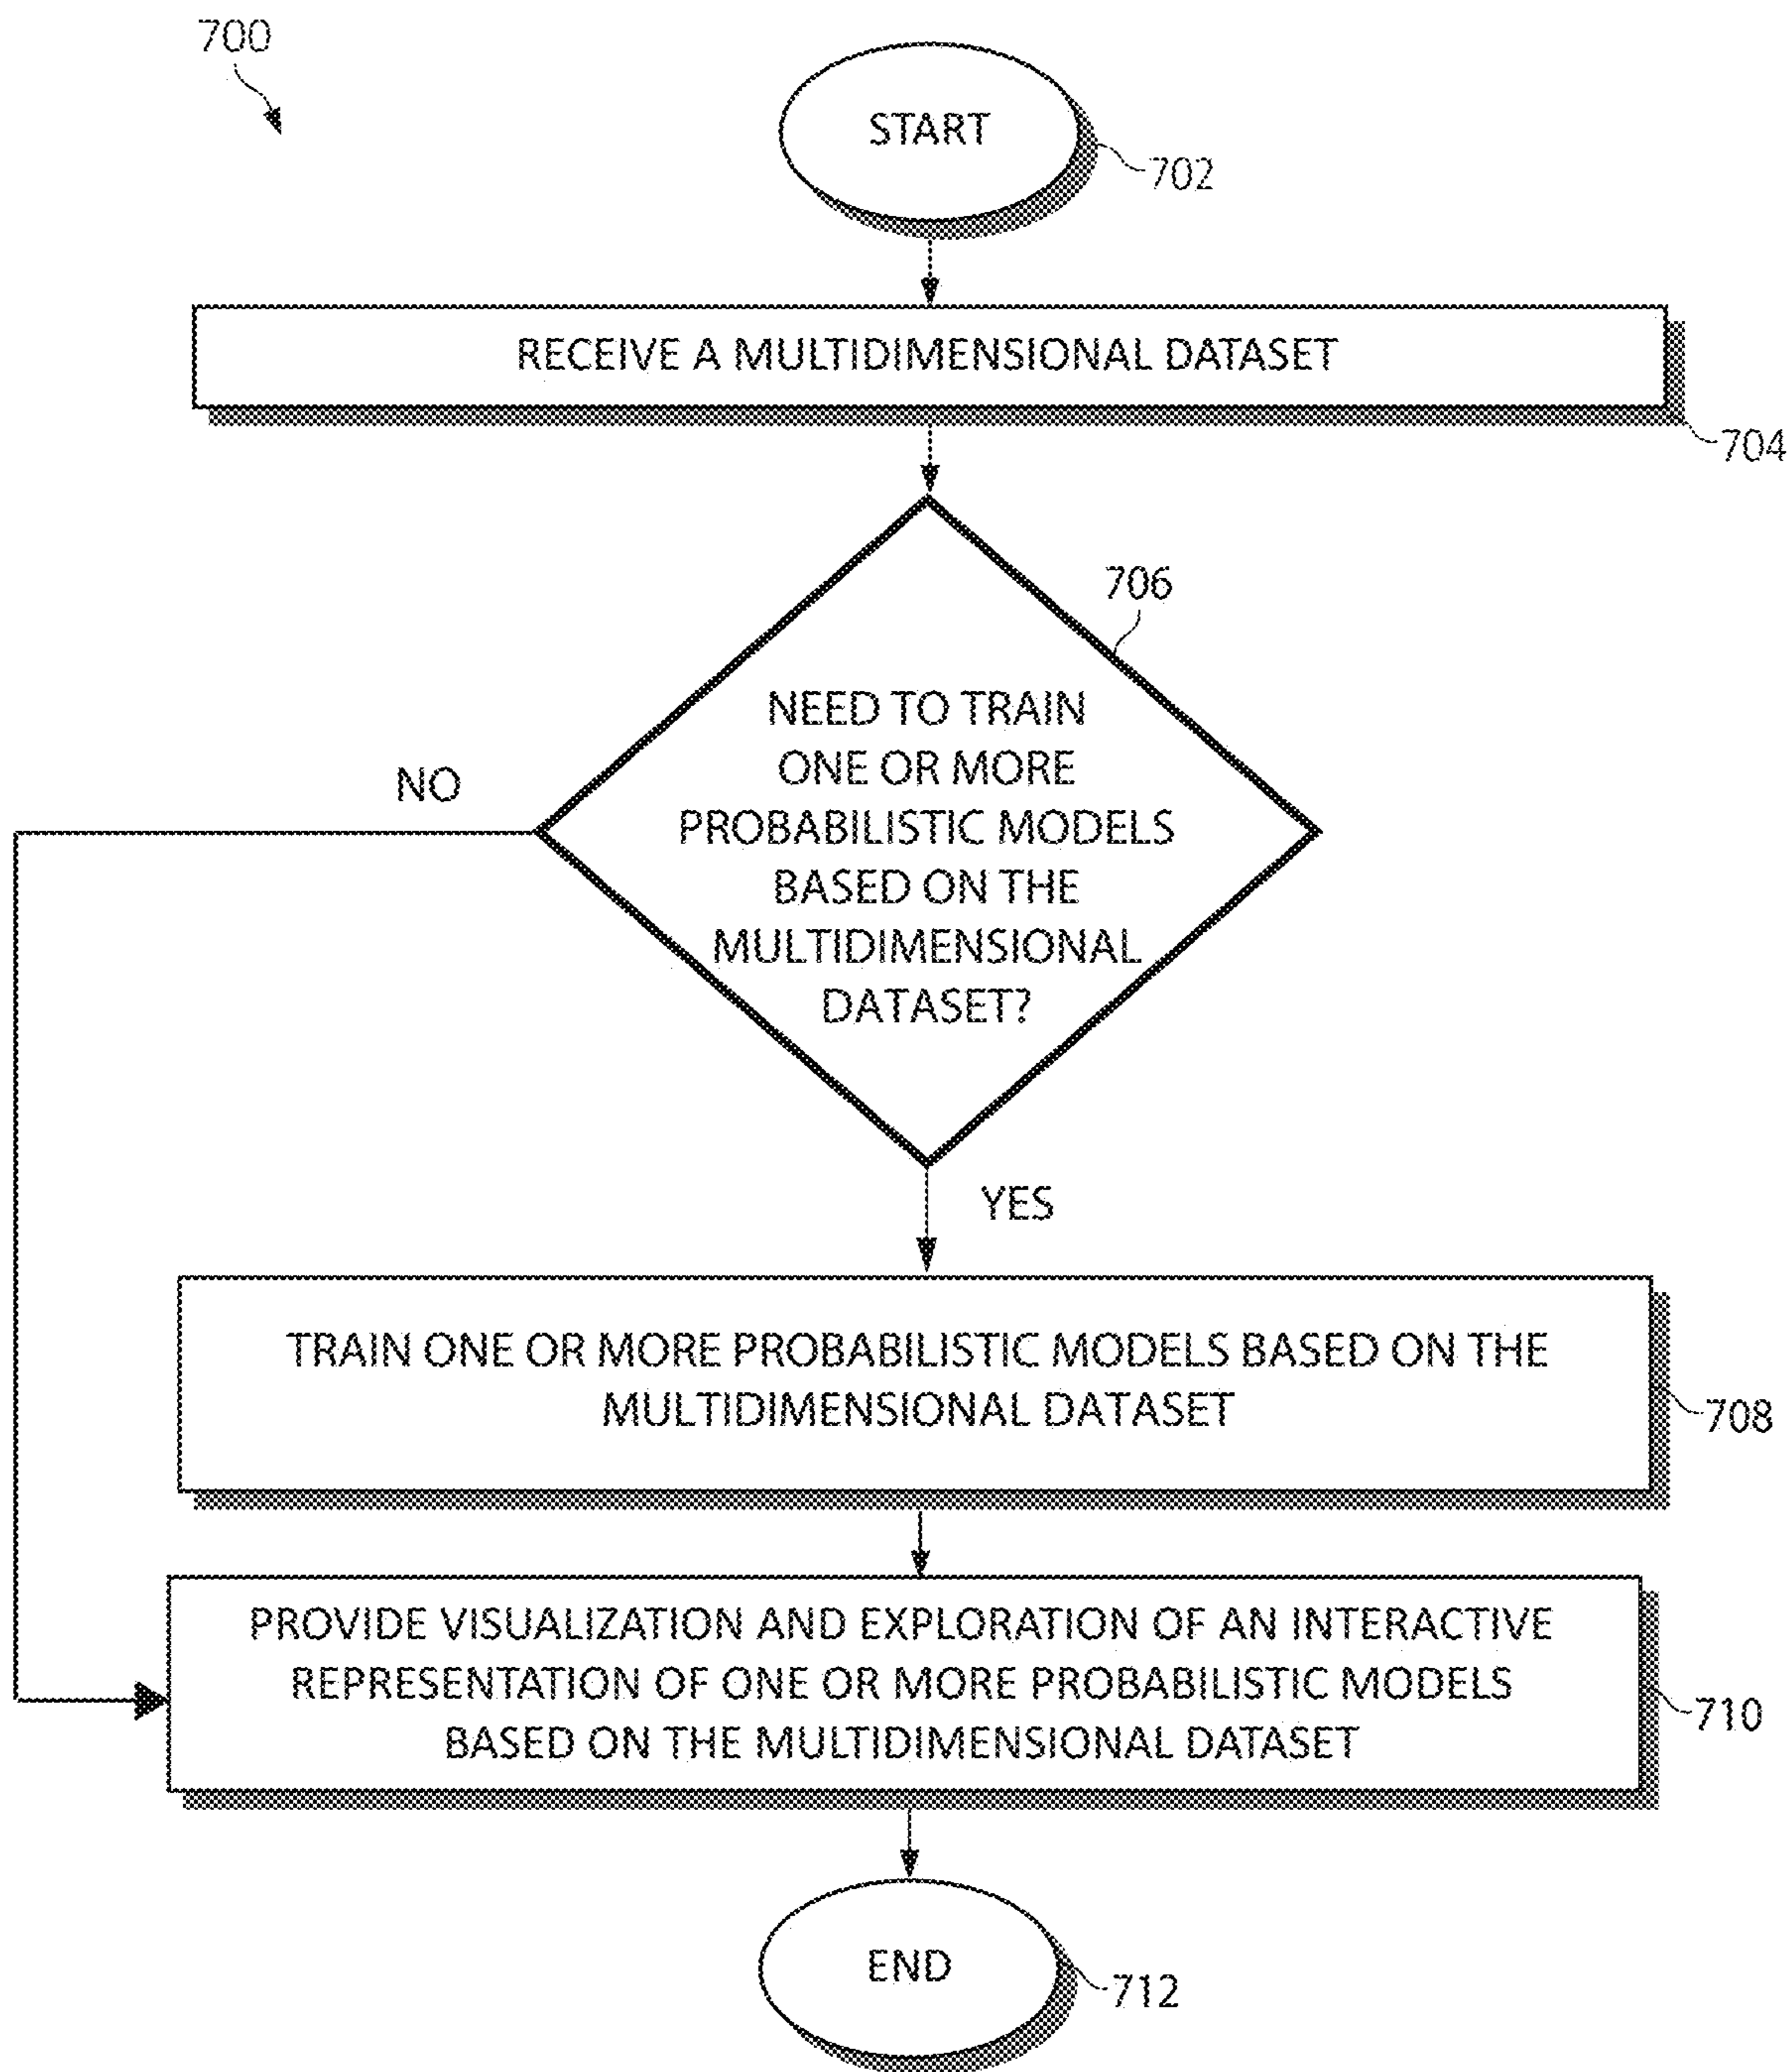 700
START
702
RECEIVE A MULTIDIMENSIONAL DATASET
704
706
NEED TO TRAIN
ONE OR MORE
PROBABILISTIC MODELS
BASED ON THE
MULTIDIMENSIONAL
DATASET?
NO
YES
TRAIN ONE OR MORE PROBABILISTIC MODELS BASED ON THE
MULTIDIMENSIONAL DATASET
708
PROVIDE VISUALIZATION AND EXPLORATION OF AN INTERACTIVE
REPRESENTATION OF ONE OR MORE PROBABILISTIC MODELS
BASED ON THE MULTIDIMENSIONAL DATASET
710
END
712